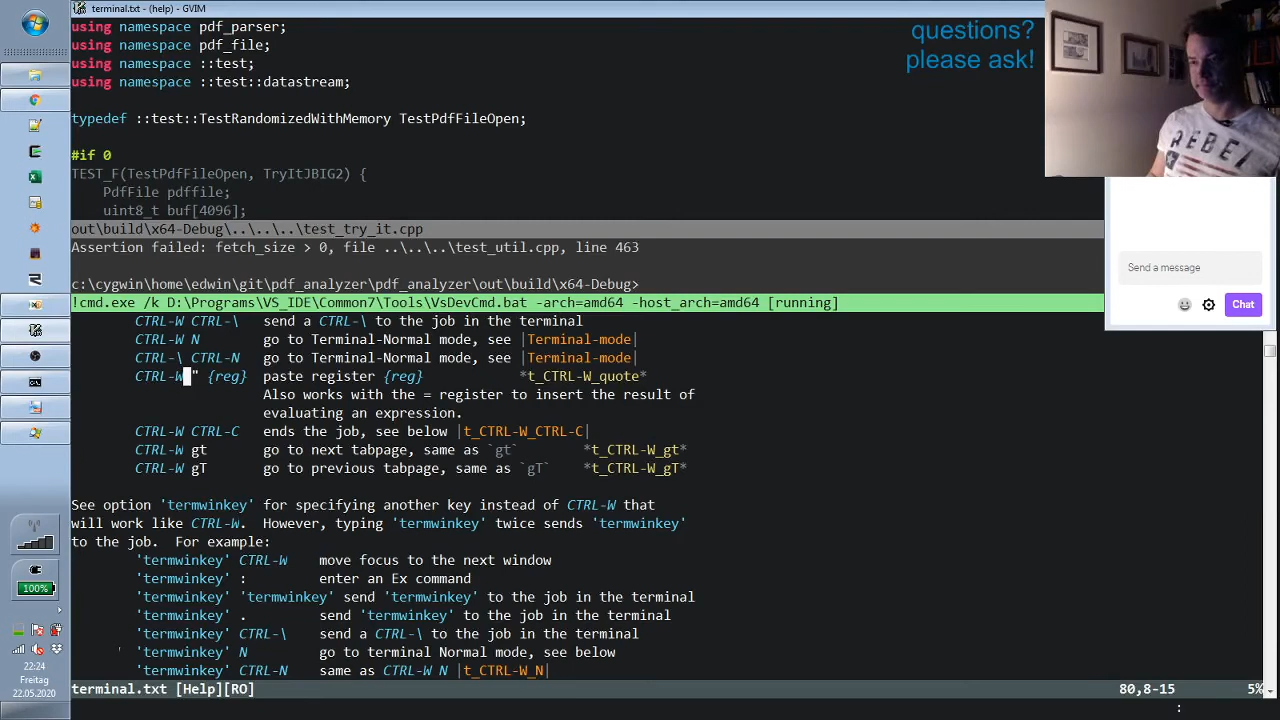 terminal.txt - (help) - GVIM
using namespace pdf_parser;
using namespace pdf_file;
using namespace ::test;
using namespace ::test::datastream;
typedef ::test::TestRandomizedWithMemory TestPdfFileOpen;
#if 0
TEST_F(TestPdfFileOpen, TryItJBIG2) {
PdfFile pdffile;
uint8_t buf[4096];
out\build\x64-Debug\..\..\..\test_try_it.cpp
Assertion failed: fetch_size > 0, file ..\..\..\test_util.cpp, line 463
c:\cygwin\home\edwin\git\pdf_analyzer\pdf_analyzer\out\build\x64-Debug>
!cmd.exe /k D:\Programs\VS_IDE\Common7\Tools\VsDevCmd.bat -arch=amd64 -host_arch=amd64 [running]
CTRL-W CTRL-\ send a CTRL-\ to the job in the terminal
CTRL-W N go to Terminal-Normal mode, see |Terminal-mode|
CTRL-\ CTRL-N go to Terminal-Normal mode, see |Terminal-mode|
CTRL-W " {reg} paste register {reg} *t_CTRL-W_quote*
Also works with the = register to insert the result of
evaluating an expression.
CTRL-W CTRL-C ends the job, see below |t_CTRL-W_CTRL-C|
CTRL-W gt go to next tabpage, same as `gt` *t_CTRL-W_gt*
CTRL-W gT go to previous tabpage, same as `gT` *t_CTRL-W_gT*
See option 'termwinkey' for specifying another key instead of CTRL-W that
will work like CTRL-W. However, typing 'termwinkey' twice sends 'termwinkey'
to the job. For example:
'termwinkey' CTRL-W move focus to the next window
'termwinkey' : enter an Ex command
'termwinkey' 'termwinkey' send 'termwinkey' to the job in the terminal
'termwinkey' . send 'termwinkey' to the job in the terminal
'termwinkey' CTRL-\ send a CTRL-\ to the job in the terminal
'termwinkey' N go to terminal Normal mode, see below
'termwinkey' CTRL-N same as CTRL-W N |t_CTRL-W_N|
terminal.txt [Help][RO] 80,8-15 5%
:
questions?
please ask!
REBEL
Send a message
Chat
100%
22:24
Freitag
22.05.2020